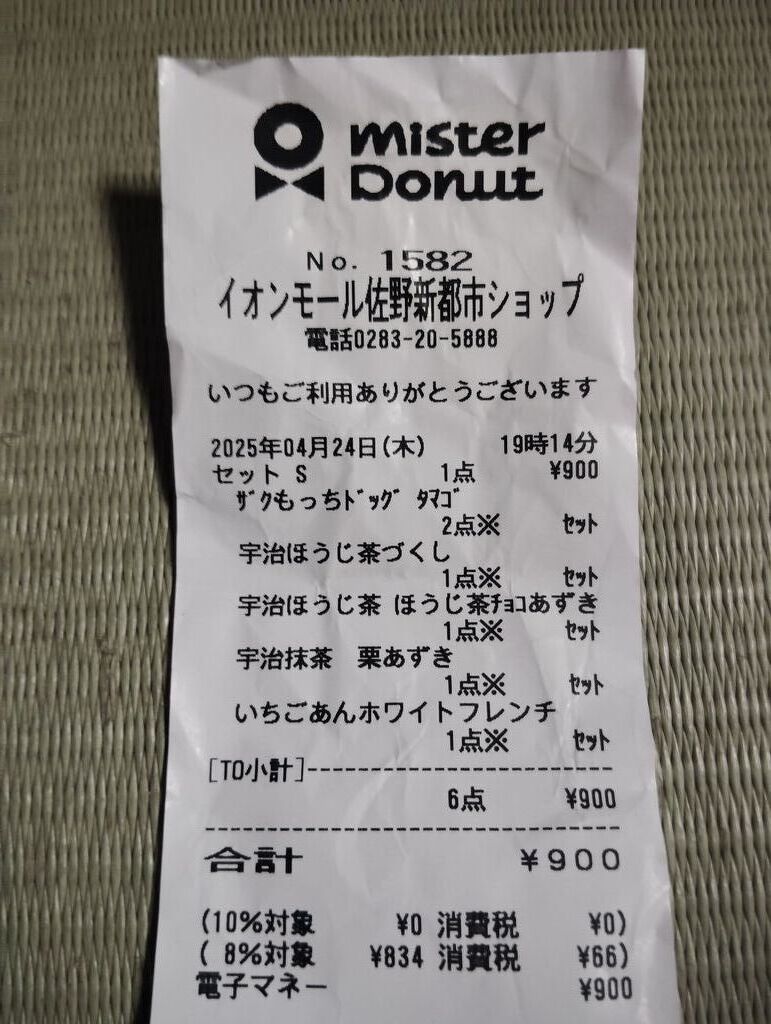 mister
Donut
No. 1582
イオンモール佐野新都市ショップ
電話0283-20-5888
いつもご利用ありがとうございます
2025年04月24日(木) 19時14分
セット S 1点 ¥900
ｻﾞｸもっちﾄﾞｯｸﾞ ﾀﾏｺﾞ
2点※ ｾｯﾄ
宇治ほうじ茶づくし
1点※ ｾｯﾄ
宇治ほうじ茶 ほうじ茶ﾁｮｺあずき
1点※ ｾｯﾄ
宇治抹茶 栗あずき
1点※ ｾｯﾄ
いちごあんホワイトフレンチ
1点※ ｾｯﾄ
[TO小計]------------------------
6点 ¥900
--------------------------------
合計 ¥900
(10%対象 ¥0 消費税 ¥0)
( 8%対象 ¥834 消費税 ¥66)
電子マネー ¥900